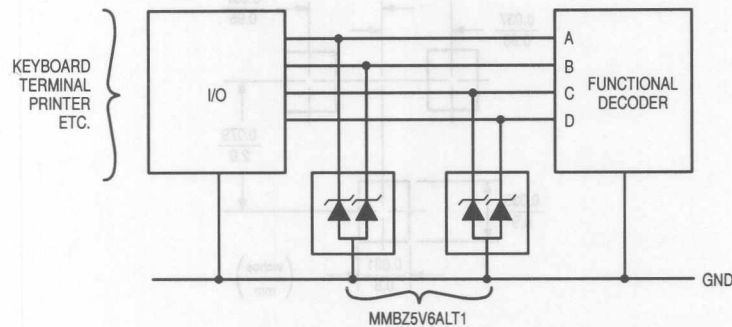 KEYBOARD
TERMINAL
PRINTER
ETC.
I/O
A
B
C
D
FUNCTIONAL
DECODER
GND
MMBZ5V6ALT1